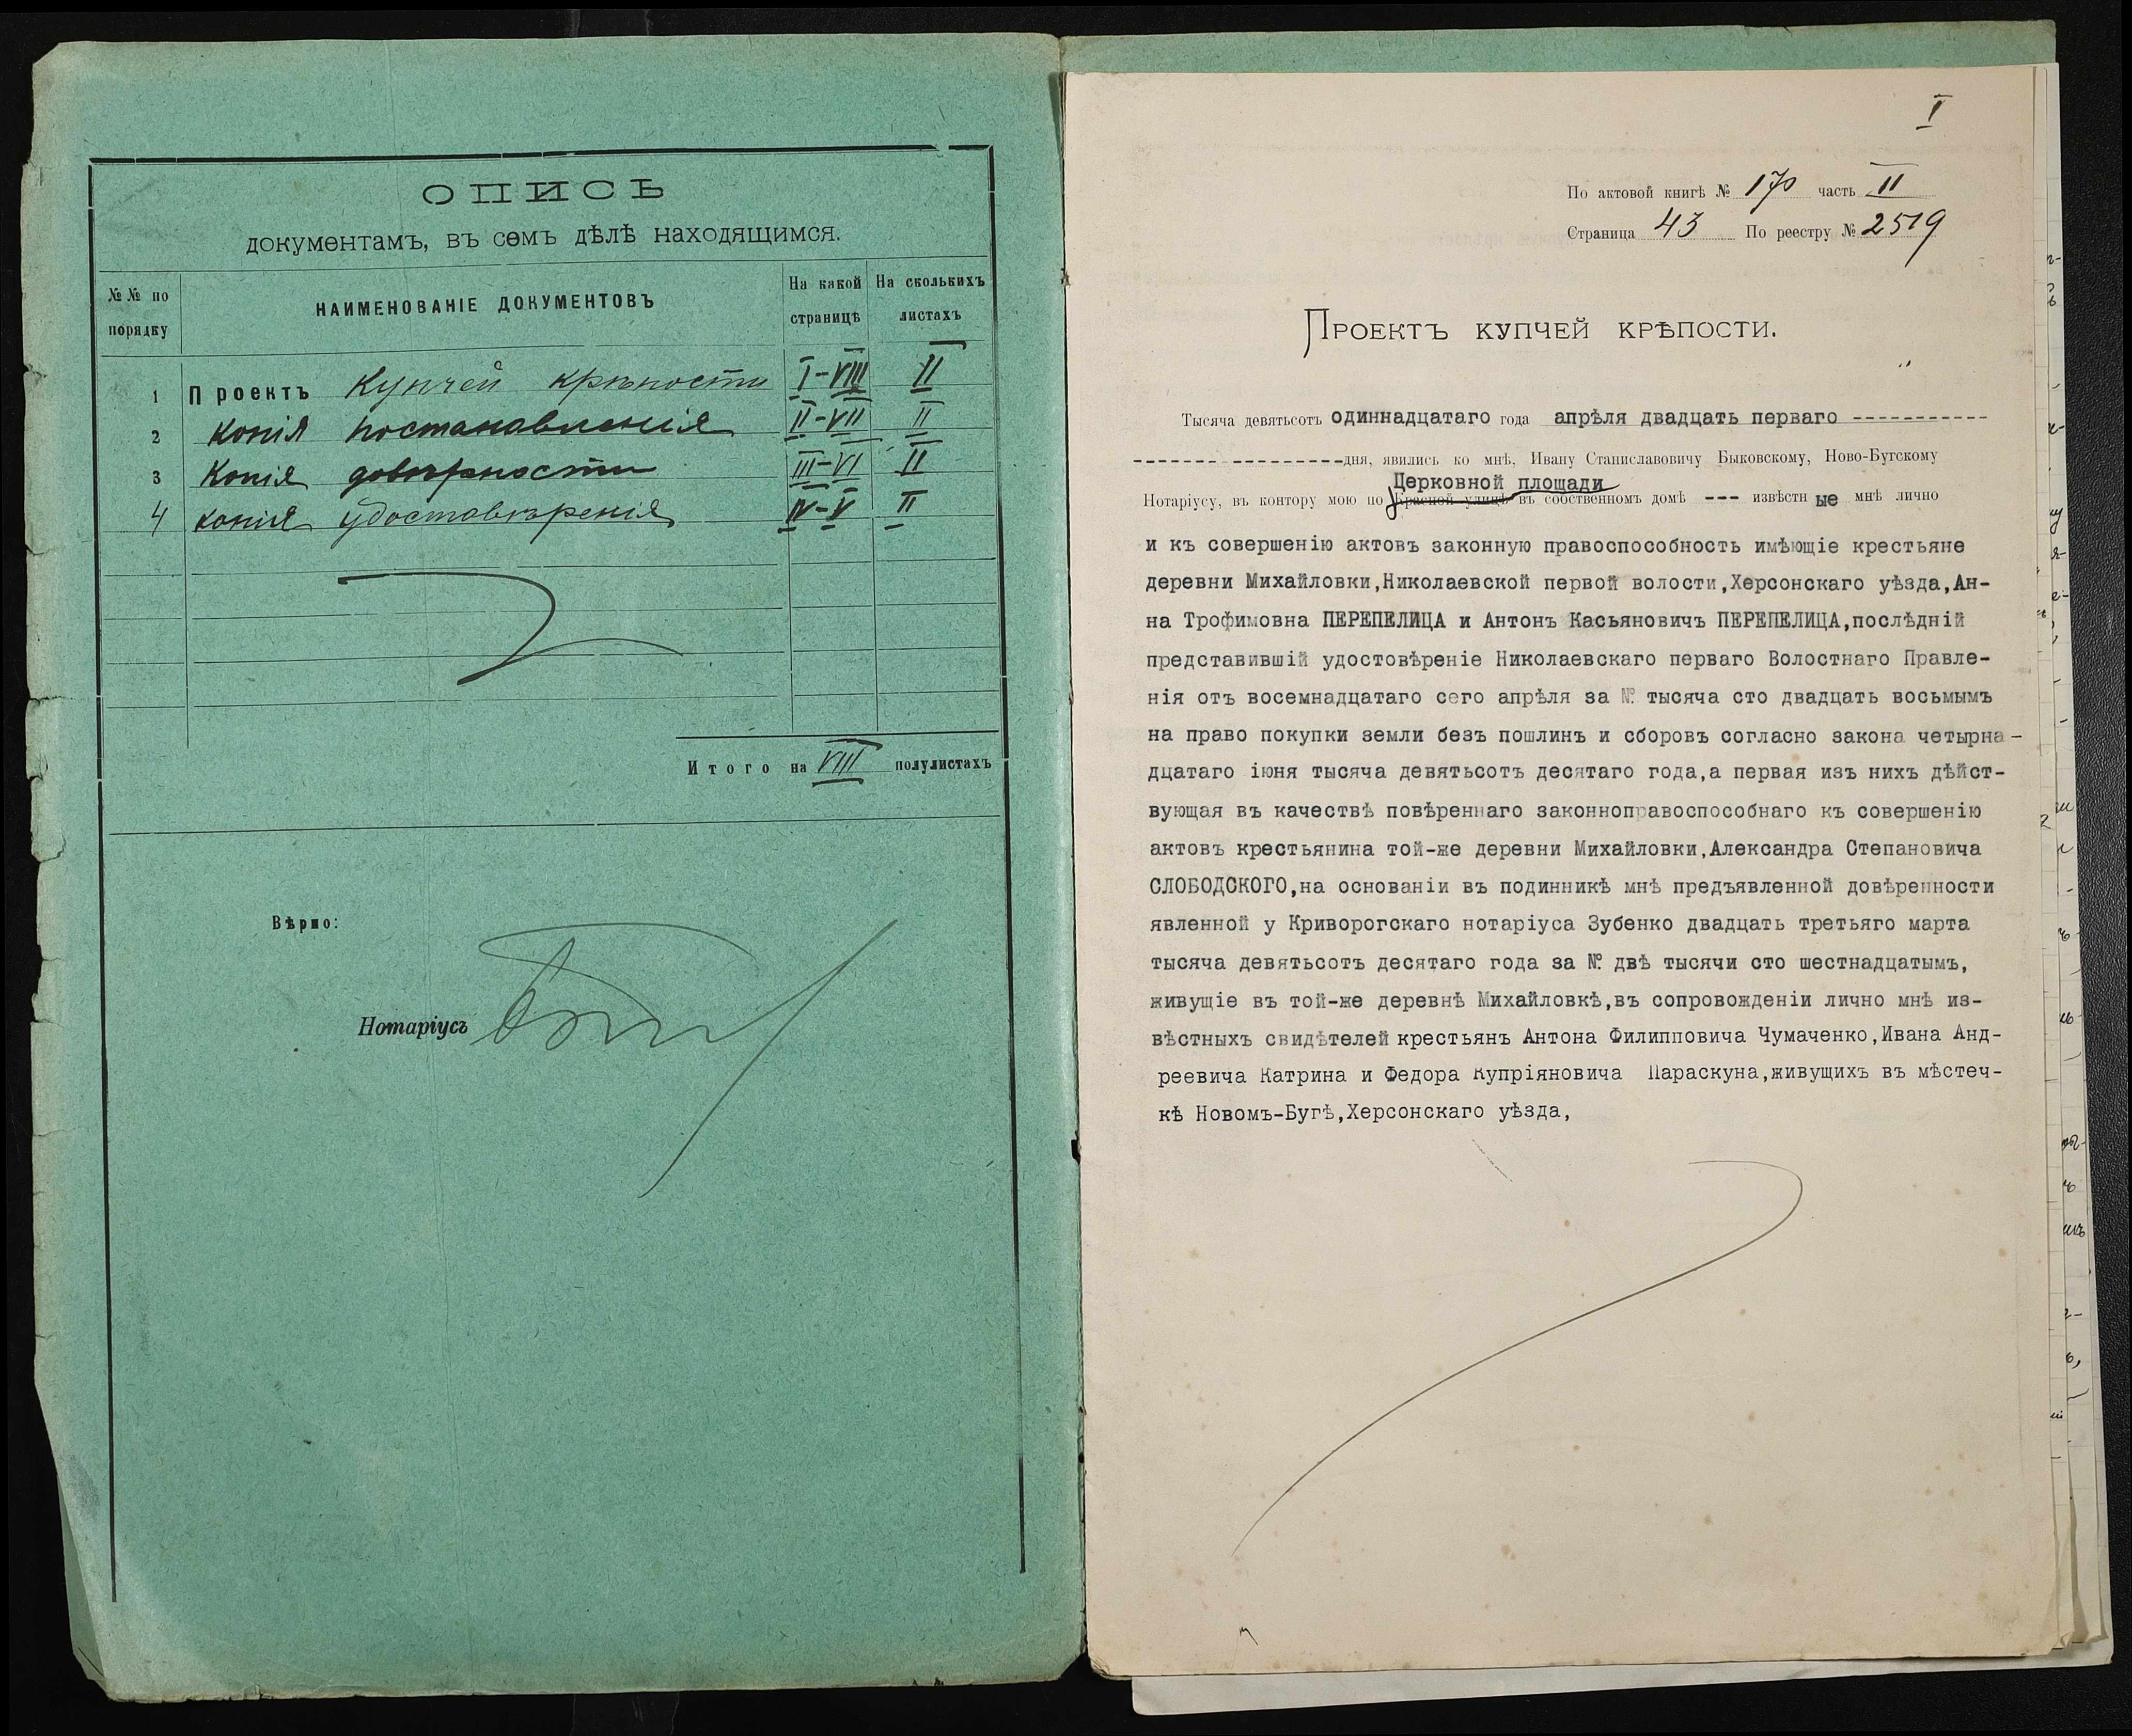 ОПИСЬ
документамъ, въ семъ дѣлѣ находящимся.
№№ по порядку
НАИМЕНОВАНІЕ ДОКУМЕНТОВЪ
На какой страницѣ
На сколькихъ листахъ
1 Проектъ Купчей крѣпости I-VIII II
2 Копія постановленія II-VII II
3 Копія довѣрности III-VI II
4 Копія удостовѣренія IV-V II
Итого на VIII полулистахъ
Вѣрно:
Нотаріусъ
I
По актовой книгѣ № 170 часть II
Страница 43 По реестру № 2519
Проектъ купчей крѣпости.
Тысяча девятьсотъ одиннадцатаго года апрѣля двадцать перваго -----------
------- ----------дня, явились ко мнѣ, Ивану Станиславовичу Быковскому, Ново-Бугскому
Церковной площади
Нотаріусу, въ контору мою по Красной улицѣ въ собственномъ домѣ --- извѣстн ые мнѣ лично
и къ совершенію актовъ законную правоспособность имѣющіе крестьяне
деревни Михайловки,Николаевской первой волости,Херсонскаго уѣзда,Ан-
на Трофимовна ПЕРЕПЕЛИЦА и Антонъ Касьяновичъ ПЕРЕПЕЛИЦА,послѣдній
представившій удостовѣреніе Николаевскаго перваго Волостнаго Правле-
нія отъ восемнадцатаго сего апрѣля за № тысяча сто двадцать восьмымъ
на право покупки земли безъ пошлинъ и сборовъ согласно закона четырна-
дцатаго іюня тысяча девятьсотъ десятаго года,а первая изъ нихъ дѣйст-
вующая въ качествѣ повѣреннаго законноправоспособнаго къ совершенію
актовъ крестьянина той-же деревни Михайловки,Александра Степановича
СЛОБОДСКОГО,на основаніи въ подинникѣ мнѣ предъявленной довѣренности
явленной у Криворогскаго нотаріуса Зубенко двадцать третьяго марта
тысяча девятьсотъ десятаго года за № двѣ тысячи сто шестнадцатымъ,
живущіе въ той-же деревнѣ Михайловкѣ,въ сопровожденіи лично мнѣ из-
вѣстныхъ свидѣтелей крестьянъ Антона Филипповича Чумаченко,Ивана Анд-
реевича Катрина и Федора Купріяновича Параскуна,живущихъ въ мѣстеч-
кѣ Новомъ-Бугѣ,Херсонскаго уѣзда,